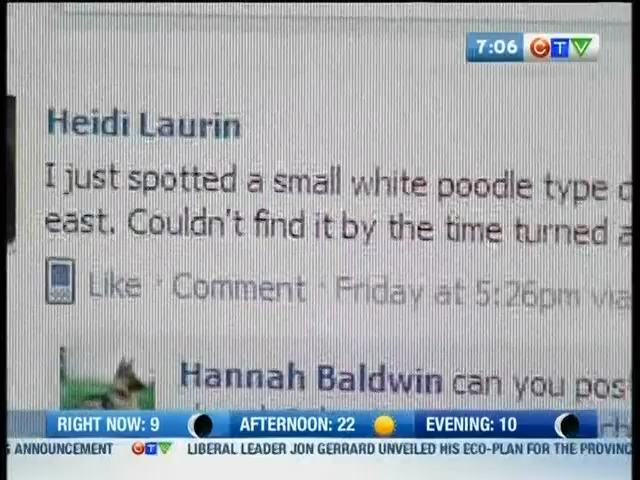 7:06 CTV
Heidi Laurin
I just spotted a small white poodle type
east. Couldn't find it by the time turned
Like · Comment · Friday at 5:26pm via
Hannah Baldwin can you pos
RIGHT NOW: 9 AFTERNOON: 22 EVENING: 10
ANNOUNCEMENT CTV LIBERAL LEADER JON GERRARD UNVEILED HIS ECO-PLAN FOR THE PROVINC